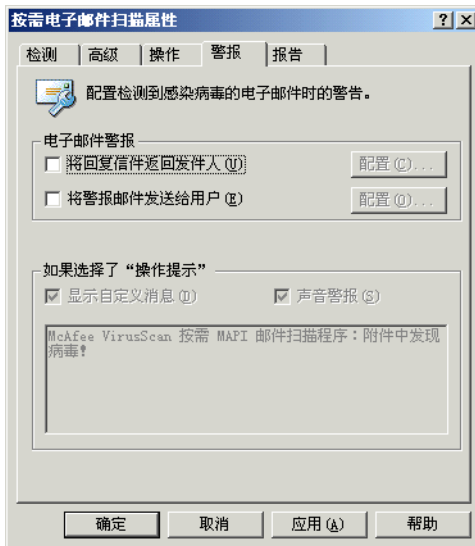 按需电子邮件扫描属性
检测 高级 操作 警报 报告
配置检测到感染病毒的电子邮件时的警告。
电子邮件警报
将回复信件返回发件人(U) 配置(C)...
将警报邮件发送给用户(E) 配置(O)...
如果选择了“操作提示”
显示自定义消息(D) 声音警报(S)
McAfee VirusScan 按需 MAPI 邮件扫描程序：附件中发现
病毒!
确定 取消 应用(A) 帮助